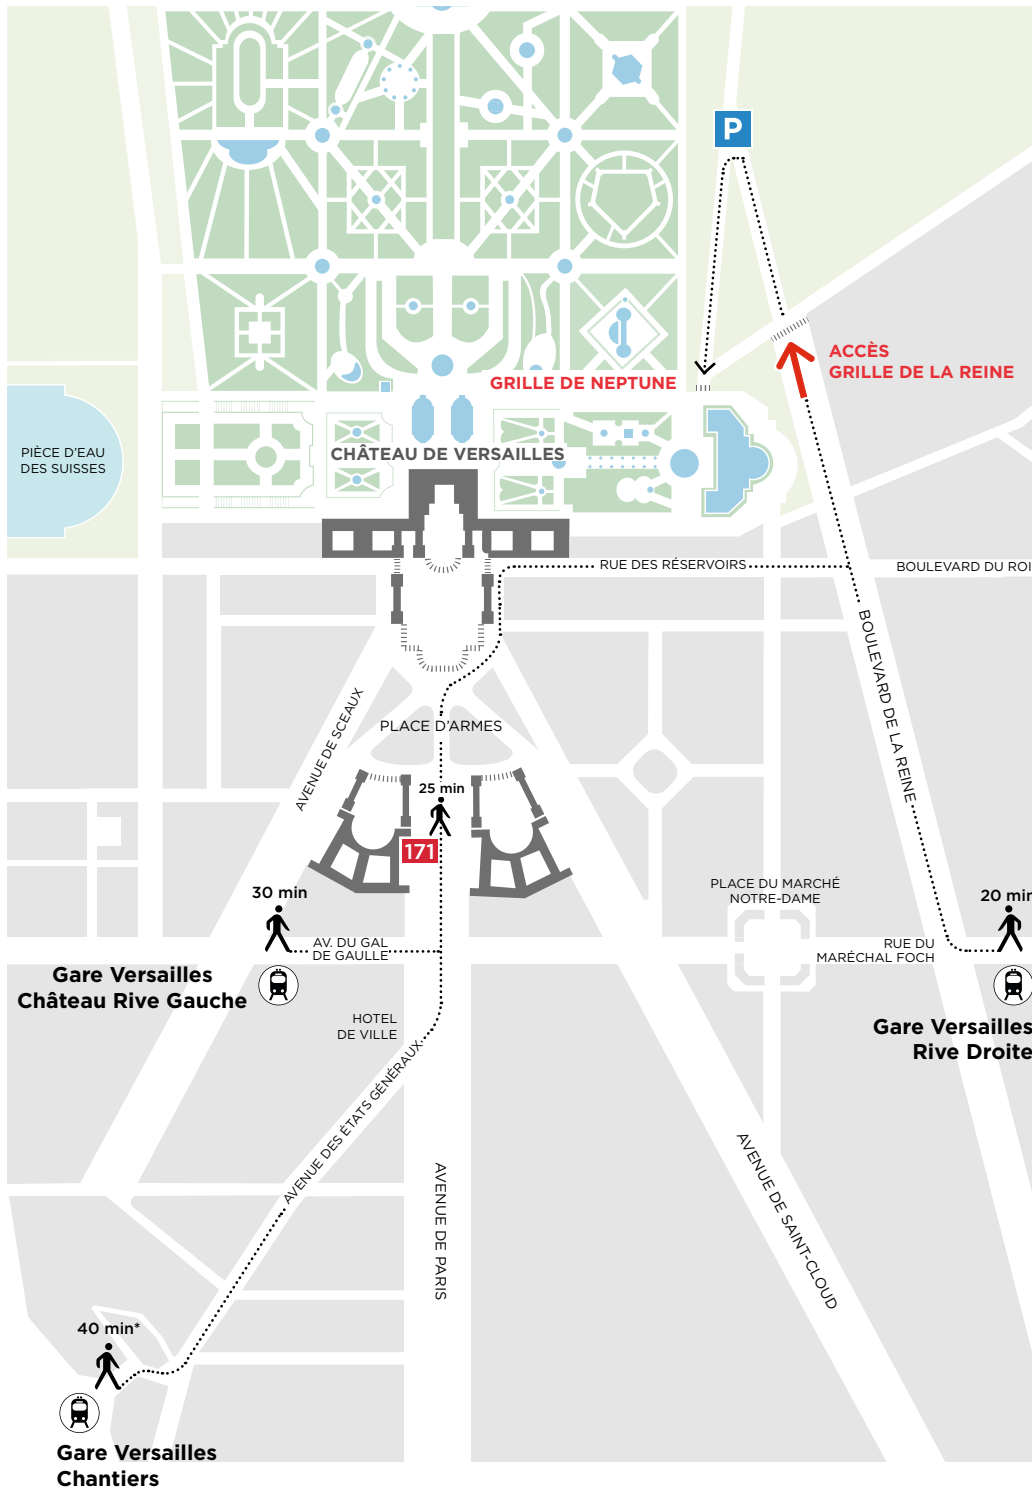 P
ACCÈS
GRILLE DE LA REINE
GRILLE DE NEPTUNE
PIÈCE D'EAU
DES SUISSES
CHÂTEAU DE VERSAILLES
RUE DES RÉSERVOIRS
BOULEVARD DU ROI
BOULEVARD DE LA REINE
AVENUE DE SCEAUX
PLACE D'ARMES
25 min
171
30 min
AV. DU GAL
DE GAULLE
Gare Versailles
Château Rive Gauche
PLACE DU MARCHÉ
NOTRE-DAME
20 min
RUE DU
MARÉCHAL FOCH
Gare Versailles
Rive Droite
HOTEL
DE VILLE
AVENUE DES ÉTATS GÉNÉRAUX
AVENUE DE PARIS
AVENUE DE SAINT-CLOUD
40 min*
Gare Versailles
Chantiers